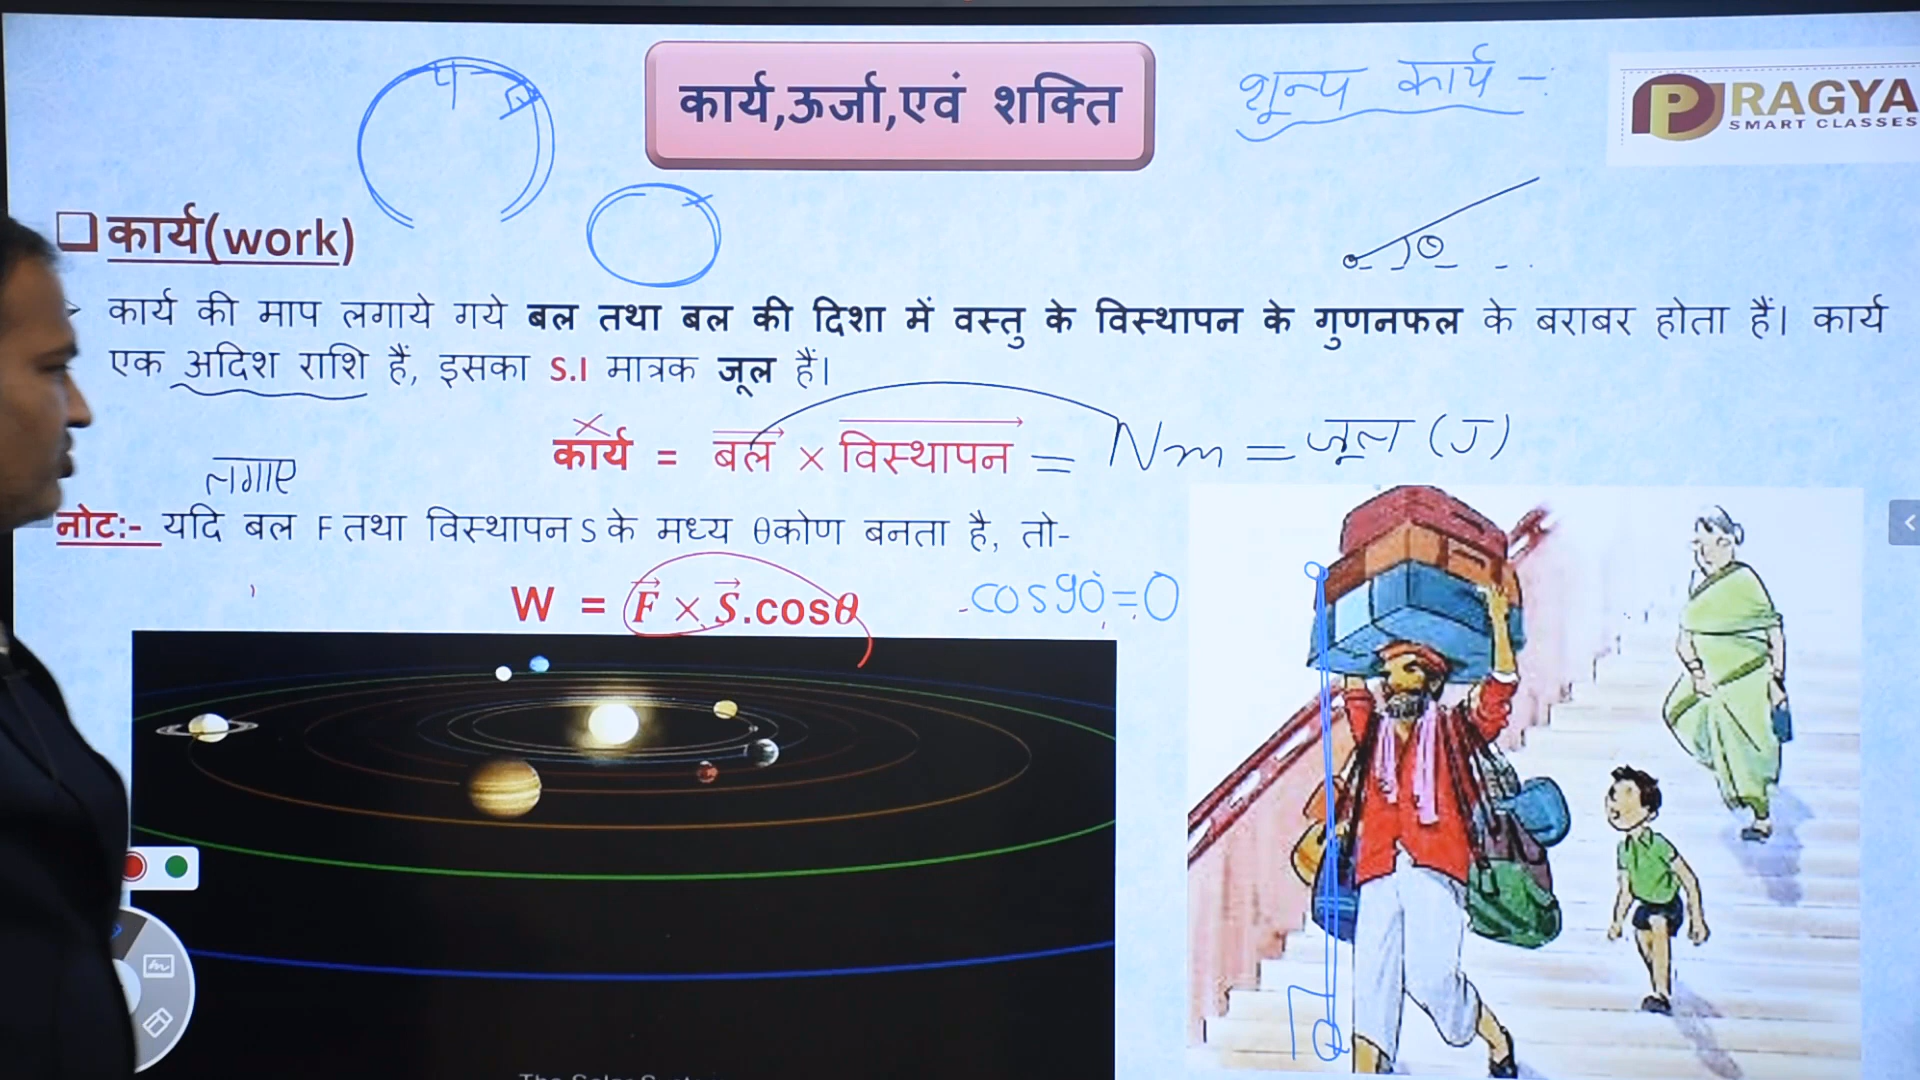 कार्य,ऊर्जा,एवं शक्ति
शून्य कार्य -:
PRAGYA
SMART CLASSES
कार्य(work)
θ
कार्य की माप लगाये गये बल तथा बल की दिशा में वस्तु के विस्थापन के गुणनफल के बराबर होता हैं। कार्य
एक अदिश राशि हैं, इसका S.I मात्रक जूल हैं।
कार्य = बल × विस्थापन = Nm = जूल (J)
लगाए
नोट:- यदि बल F तथा विस्थापन S के मध्य θकोण बनता है, तो-
W = F × S.cosθ
cos90=0